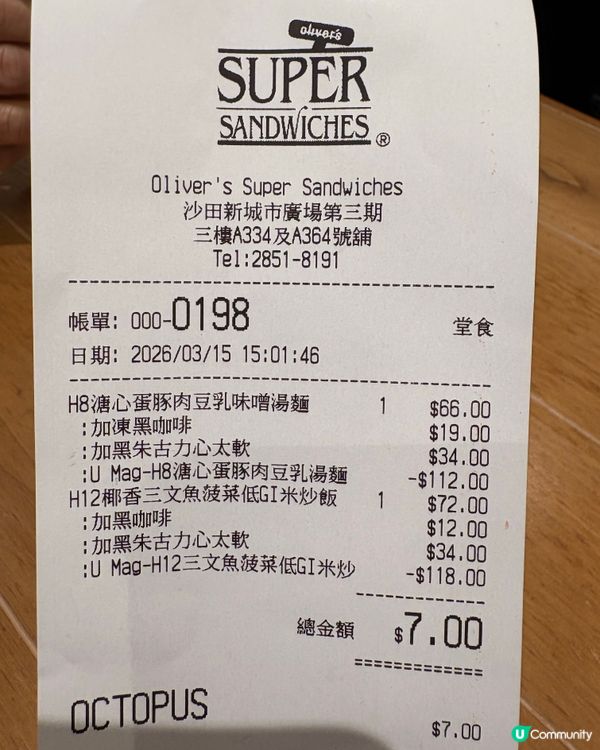 oliver's
SUPER
SANDWICHES®
Oliver's Super Sandwiches
沙田新城市廣場第三期
三樓A334及A364號舖
Tel:2851-8191
帳單: 000-0198 堂食
日期: 2026/03/15 15:01:46
H8溏心蛋豚肉豆乳味噌湯麵 1 $66.00
:加凍黑咖啡 $19.00
:加黑朱古力心太軟 $34.00
:U Mag-H8溏心蛋豚肉豆乳湯麵 -$112.00
H12椰香三文魚菠菜低GI米炒飯 1 $72.00
:加黑咖啡 $12.00
:加黑朱古力心太軟 $34.00
:U Mag-H12三文魚菠菜低GI米炒 -$118.00
總金額 $7.00
OCTOPUS $7.00
U Community